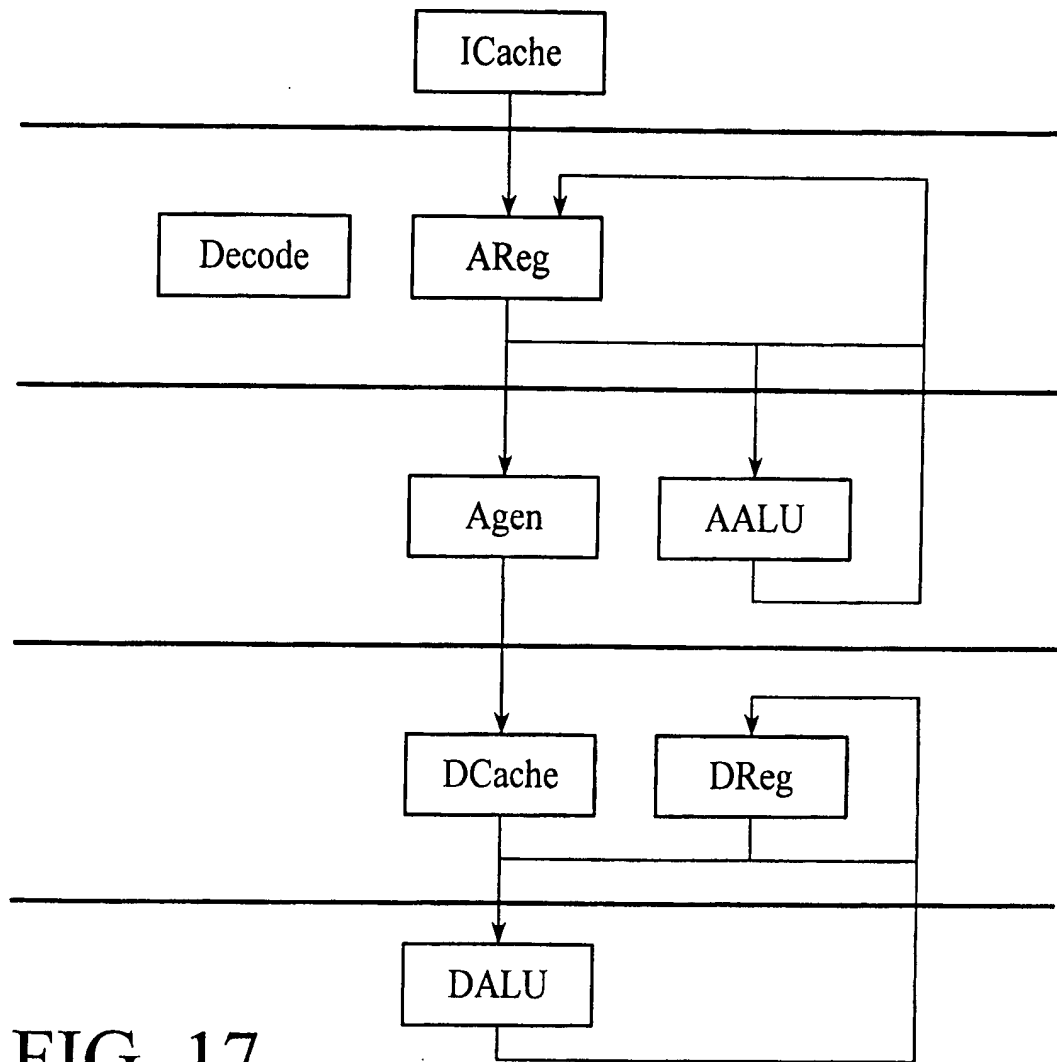 ICache
Decode
AReg
Agen
AALU
DCache
DReg
DALU
FIG. 17